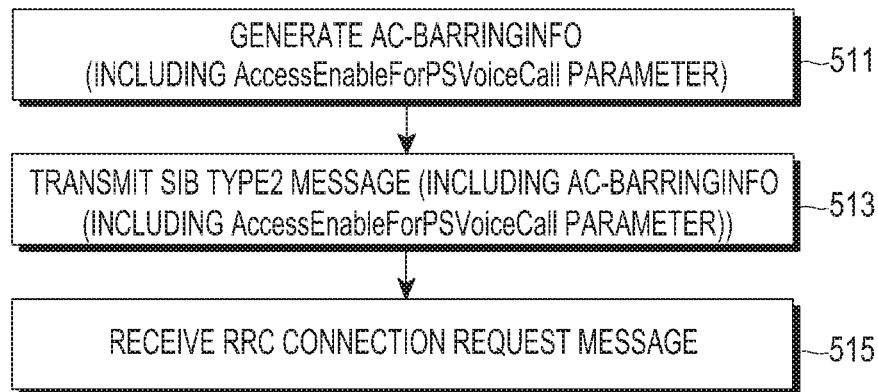 GENERATE AC-BARRINGINFO
(INCLUDING AccessEnableForPSVoiceCall PARAMETER)
511
TRANSMIT SIB TYPE2 MESSAGE (INCLUDING AC-BARRINGINFO
(INCLUDING AccessEnableForPSVoiceCall PARAMETER))
513
RECEIVE RRC CONNECTION REQUEST MESSAGE
515